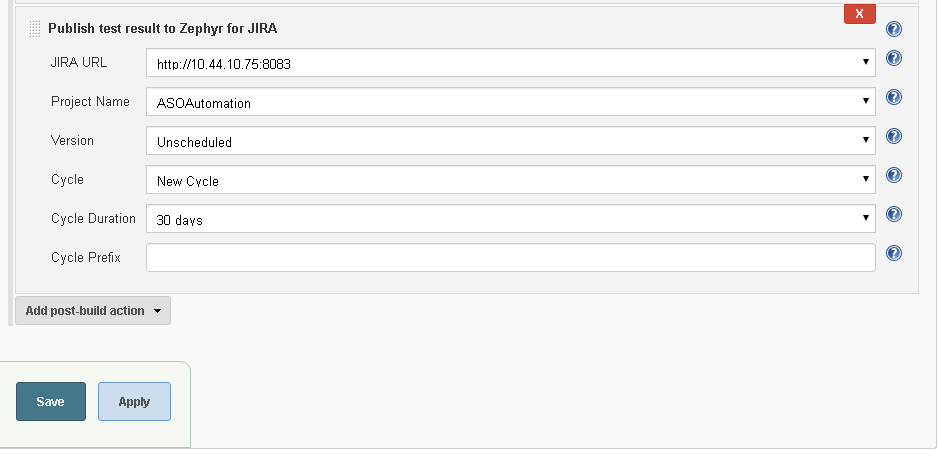 X
Publish test result to Zephyr for JIRA
JIRA URL http://10.44.10.75:8083
Project Name ASOAutomation
Version Unscheduled
Cycle New Cycle
Cycle Duration 30 days
Cycle Prefix
Add post-build action
Save Apply